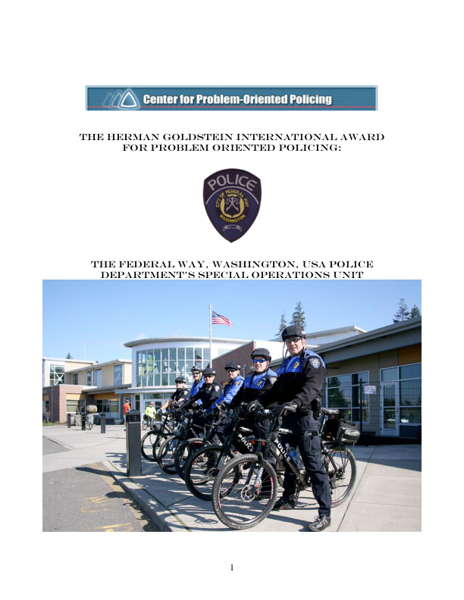 Center for Problem-Oriented Policing
THE HERMAN GOLDSTEIN INTERNATIONAL AWARD
FOR PROBLEM ORIENTED POLICING:
POLICE
CITY OF FEDERAL WAY
WASHINGTON
THE FEDERAL WAY, WASHINGTON, USA POLICE
DEPARTMENT'S SPECIAL OPERATIONS UNIT
1